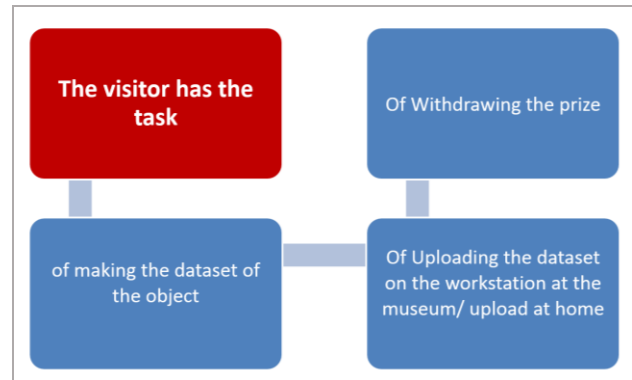 The visitor has the
task
of making the dataset of
the object
Of Uploading the dataset
on the workstation at the
museum/ upload at home
Of Withdrawing the prize